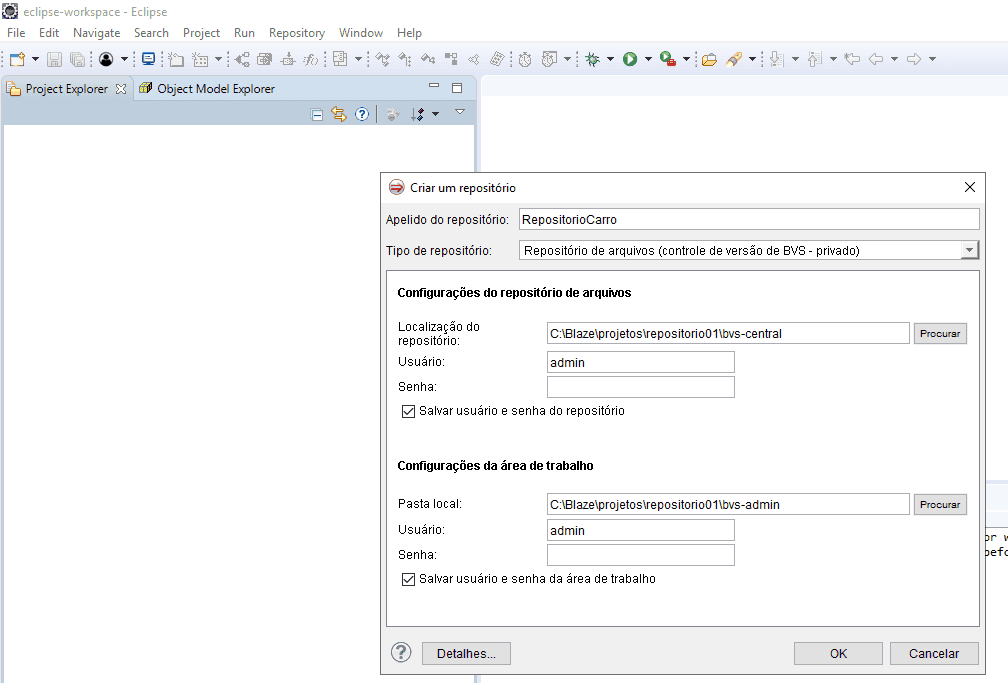 eclipse-workspace - Eclipse
File Edit Navigate Search Project Run Repository Window Help
Project Explorer Object Model Explorer
Criar um repositório
Apelido do repositório: RepositorioCarro
Tipo de repositório: Repositório de arquivos (controle de versão de BVS - privado)
Configurações do repositório de arquivos
Localização do
repositório: C:\Blaze\projetos\repositorio01\bvs-central Procurar
Usuário: admin
Senha:
Salvar usuário e senha do repositório
Configurações da área de trabalho
Pasta local: C:\Blaze\projetos\repositorio01\bvs-admin Procurar
Usuário: admin
Senha:
Salvar usuário e senha da área de trabalho
? Detalhes... OK Cancelar